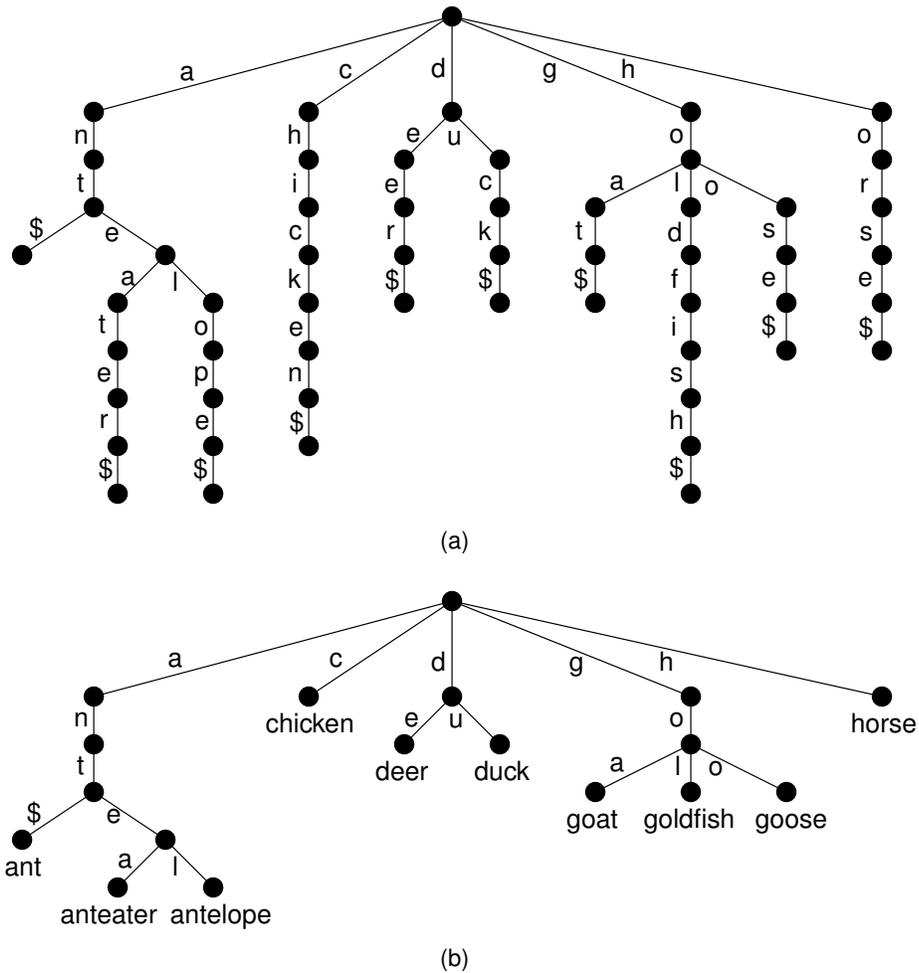 a c d g h
n h e u o o
t i e c a l o r
$ e c r k t d s s
a l k $ $ $ f e e
t o e i $ $
e p n s
r e $ h
$ $ $
(a)
a c d g h
n chicken e u o horse
t deer duck a l o
$ e goat goldfish goose
ant a l
anteater antelope
(b)